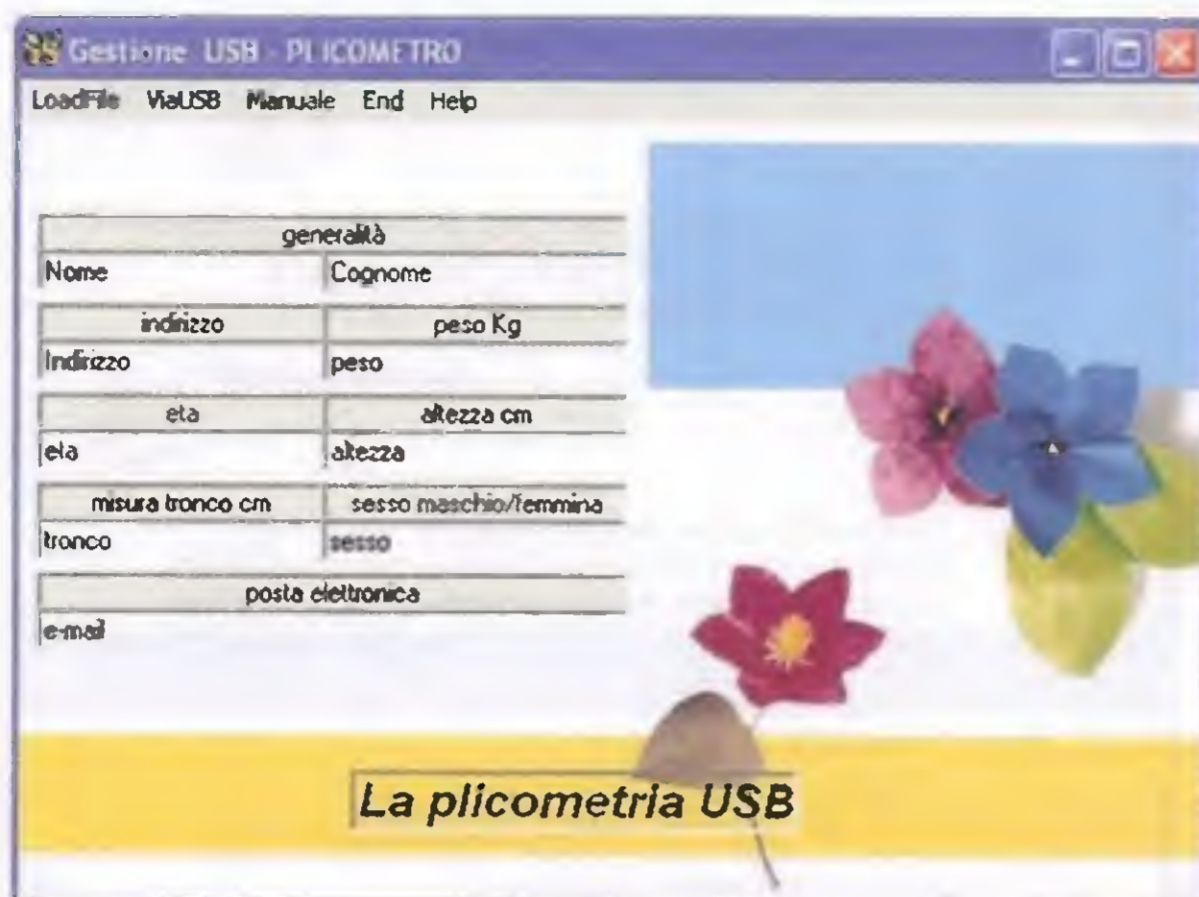 Gestione USB - PLICOMETRO
LoadFile ViaUSB Manuale End Help
generalità
Nome Cognome
indirizzo peso Kg
Indirizzo peso
eta altezza cm
eta altezza
misura tronco cm sesso maschio/femmina
tronco sesso
posta elettronica
e-mail
La plicometria USB